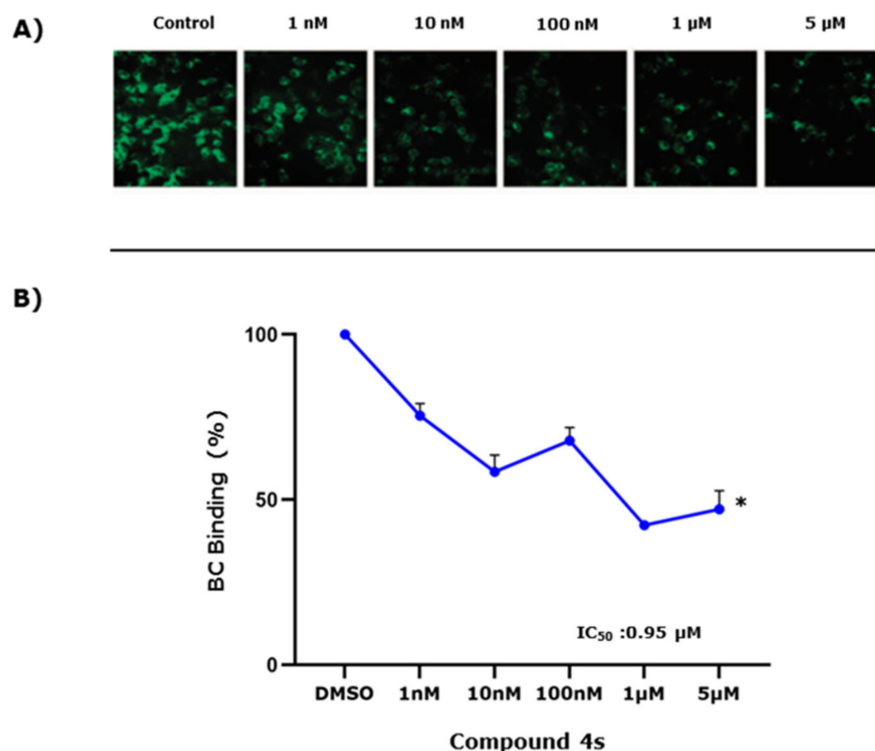 A)
Control 1 nM 10 nM 100 nM 1 µM 5 µM
B)
100
50
0
BC Binding (%)
*
IC₅₀ :0.95 µM
DMSO 1nM 10nM 100nM 1µM 5µM
Compound 4s